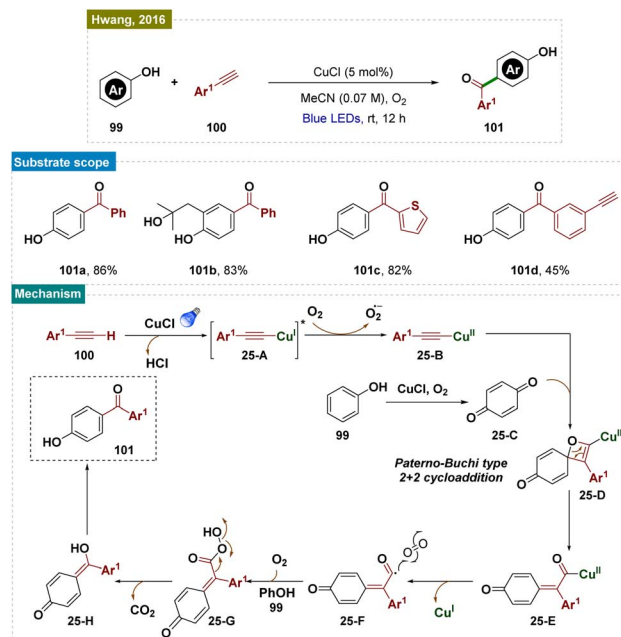 Hwang, 2016
Ar
OH
99
+
Ar¹
100
CuCl (5 mol%)
MeCN (0.07 M), O₂
Blue LEDs, rt, 12 h
O
Ar
OH
Ar¹
101
Substrate scope
O
Ph
HO
101a, 86%
HO
HO
O
Ph
101b, 83%
O
S
HO
101c, 82%
O
HO
101d, 45%
Mechanism
Ar¹
H
100
CuCl
HCl
[Ar¹ Cuᴵ]*
25-A
O₂
O₂•−
Ar¹ Cuᴵᴵ
25-B
O
Ar¹
HO
101
OH
99
CuCl, O₂
O
O
25-C
Paterno-Buchi type
2+2 cycloaddition
O
Cuᴵᴵ
O
Ar¹
25-D
OH
Ar¹
O
25-H
CO₂
HO
O
O
Ar¹
O
25-G
O₂
PhOH
99
O
O
O
O
Ar¹
25-F
Cuᴵ
O
O
Cuᴵᴵ
Ar¹
25-E